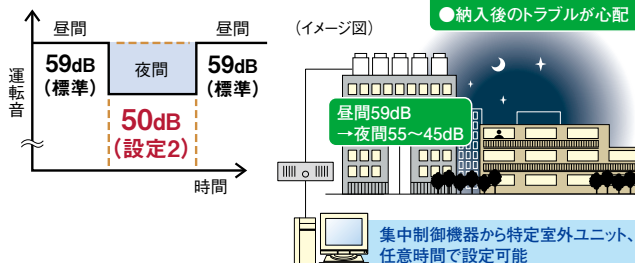 ●納入後のトラブルが心配
(イメージ図)
昼間
昼間
運転音
59dB
(標準)
夜間
59dB
(標準)
50dB
(設定2)
時間
昼間59dB
→夜間55~45dB
集中制御機器から特定室外ユニット、
任意時間で設定可能